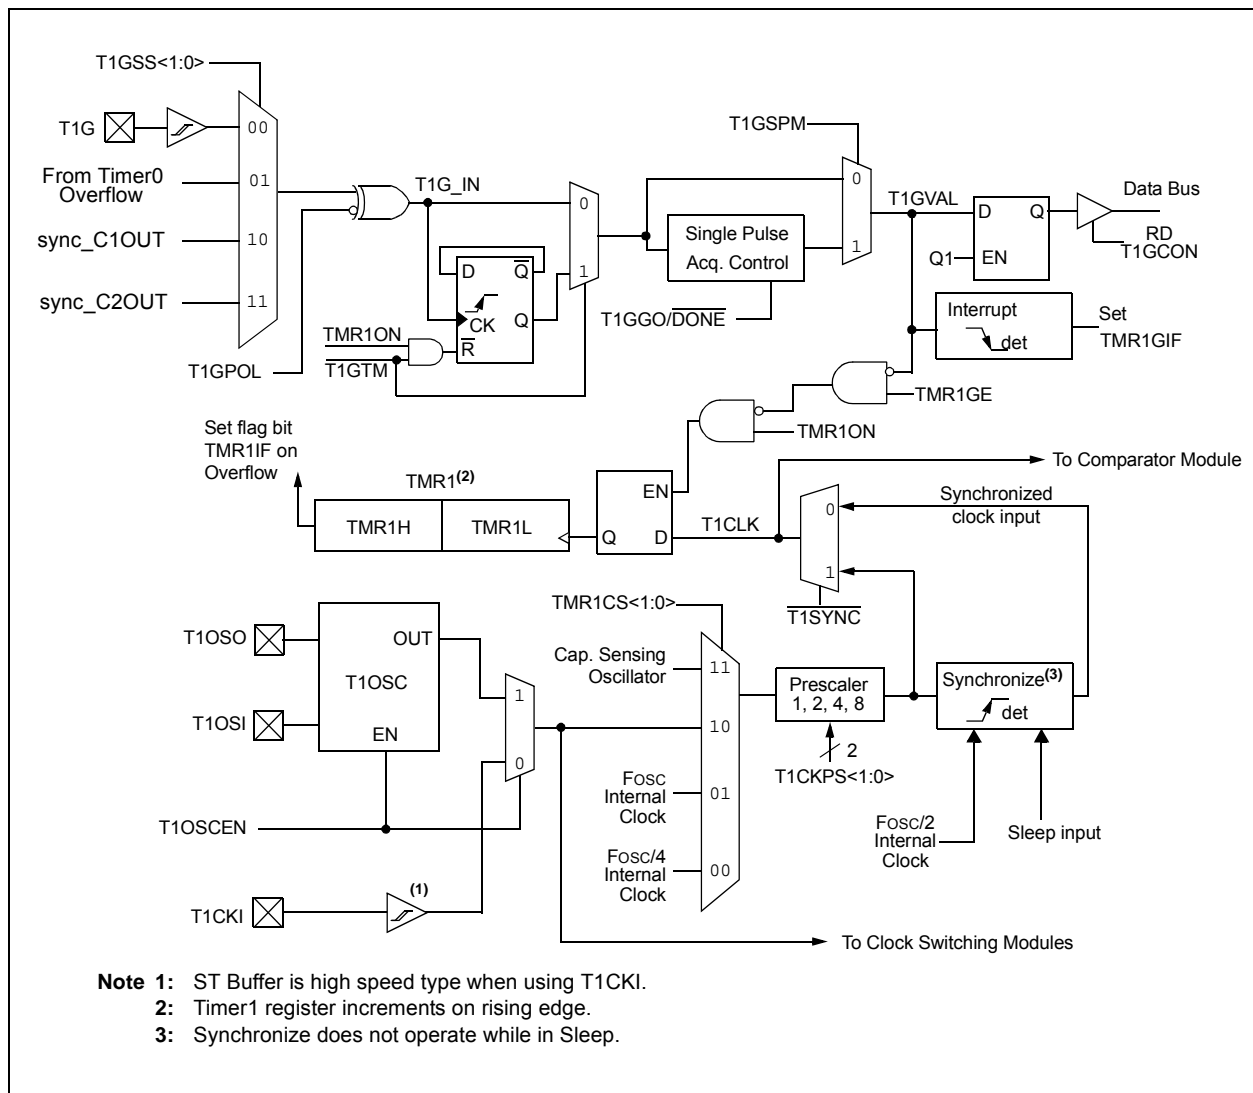 T1GSS<1:0>
T1G
00
From Timer0
Overflow
01
sync_C1OUT
10
sync_C2OUT
11
T1GPOL
T1G_IN
0
1
D
Q
CK
Q
R
TMR1ON
T1GTM
T1GSPM
0
1
Single Pulse
Acq. Control
T1GGO/DONE
T1GVAL
D
Q
Q1
EN
Data Bus
RD
T1GCON
Interrupt
det
Set
TMR1GIF
TMR1GE
TMR1ON
Set flag bit
TMR1IF on
Overflow
TMR1(2)
TMR1H
TMR1L
EN
Q
D
T1CLK
To Comparator Module
0
1
Synchronized
clock input
T1SYNC
T1OSO
OUT
T1OSC
T1OSI
EN
1
0
T1OSCEN
T1CKI
(1)
TMR1CS<1:0>
Cap. Sensing
Oscillator
11
10
FOSC
Internal
Clock
01
FOSC/4
Internal
Clock
00
Prescaler
1, 2, 4, 8
2
T1CKPS<1:0>
Synchronize(3)
det
FOSC/2
Internal
Clock
Sleep input
To Clock Switching Modules
Note 1: ST Buffer is high speed type when using T1CKI.
2: Timer1 register increments on rising edge.
3: Synchronize does not operate while in Sleep.